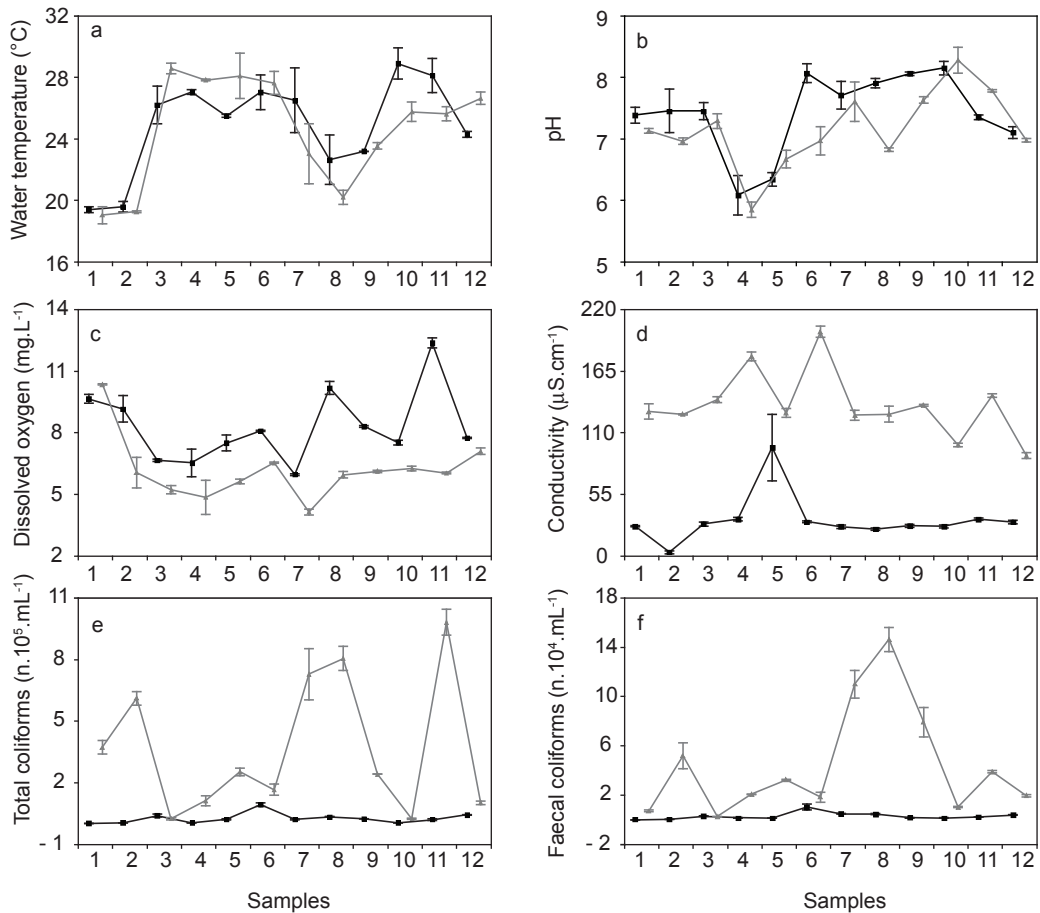 a
Water temperature (°C)
32
28
24
20
16
1 2 3 4 5 6 7 8 9 10 11 12
b
pH
9
8
7
6
5
1 2 3 4 5 6 7 8 9 10 11 12
c
Dissolved oxygen (mg.L⁻¹)
14
11
8
5
2
1 2 3 4 5 6 7 8 9 10 11 12
d
Conductivity (µS.cm⁻¹)
220
165
110
55
0
1 2 3 4 5 6 7 8 9 10 11 12
e
Total coliforms (n.10⁵.mL⁻¹)
11
8
5
2
- 1
1 2 3 4 5 6 7 8 9 10 11 12
Samples
f
Faecal coliforms (n.10⁴.mL⁻¹)
18
14
10
6
2
- 2
1 2 3 4 5 6 7 8 9 10 11 12
Samples